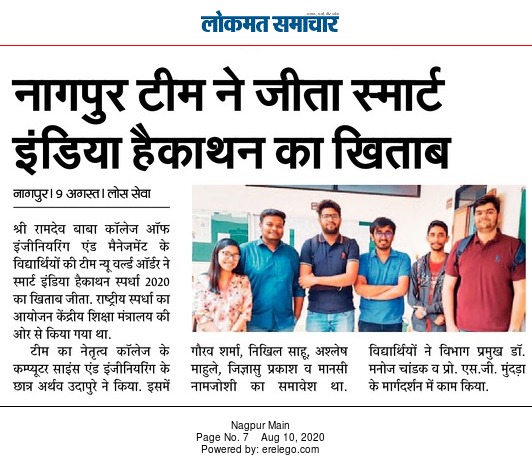 लोकमत समाचार
नागपुर टीम ने जीता स्मार्ट
इंडिया हैकाथन का खिताब
नागपुर। 9 अगस्त। लोस सेवा
श्री रामदेव बाबा कॉलेज ऑफ
इंजीनियरिंग एंड मैनेजमेंट के
विद्यार्थियों की टीम न्यू वर्ल्ड ऑर्डर ने
स्मार्ट इंडिया हैकाथन स्पर्धा 2020
का खिताब जीता. राष्ट्रीय स्पर्धा का
आयोजन केंद्रीय शिक्षा मंत्रालय की
ओर से किया गया था.
टीम का नेतृत्व कॉलेज के
कम्प्यूटर साइंस एंड इंजीनियरिंग के
छात्र अर्थव उदापुरे ने किया. इसमें
गौरव शर्मा, निखिल साहू, अश्लेष
माहुले, जिज्ञासु प्रकाश व मानसी
नामजोशी का समावेश था.
विद्यार्थियों ने विभाग प्रमुख डॉ.
मनोज चांडक व प्रो. एस.जी. मुंदड़ा
के मार्गदर्शन में काम किया.
Nagpur Main
Page No. 7 Aug 10, 2020
Powered by: erelego.com